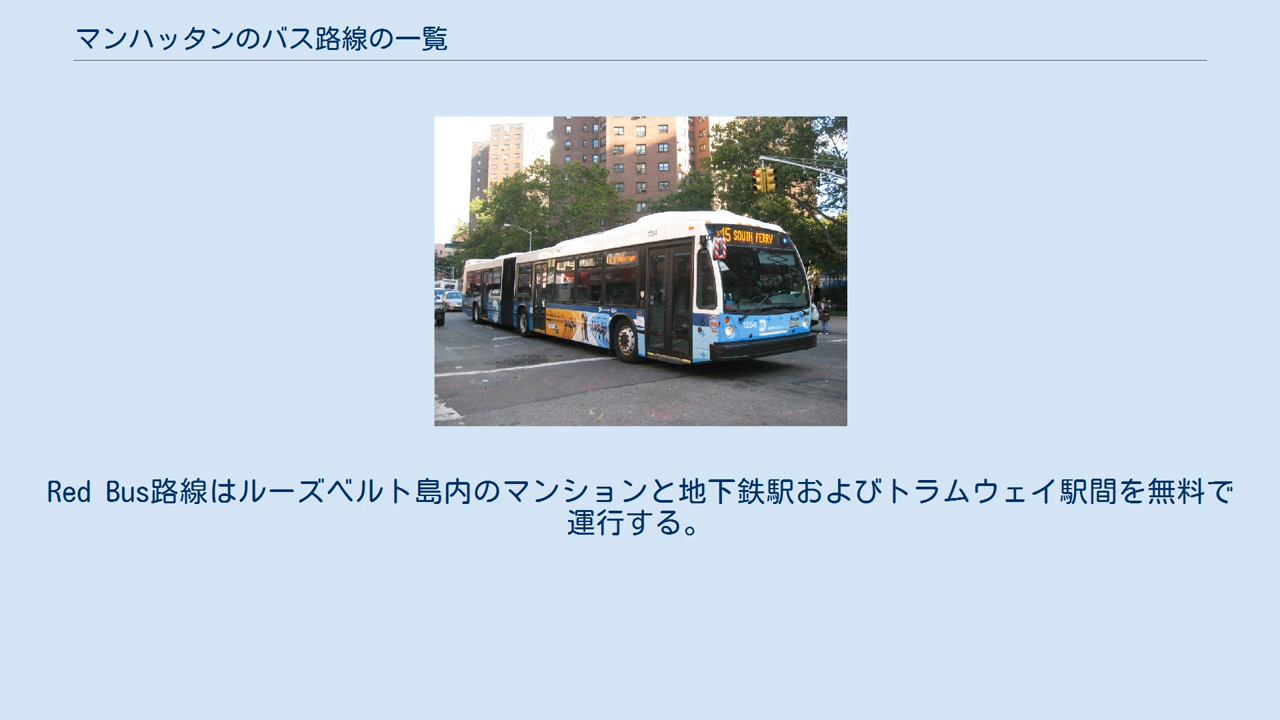 マンハッタンのバス路線の一覧
15 SOUTH FERRY
1254
1254
Red Bus路線はルーズベルト島内のマンションと地下鉄駅およびトラムウェイ駅間を無料で
運行する。